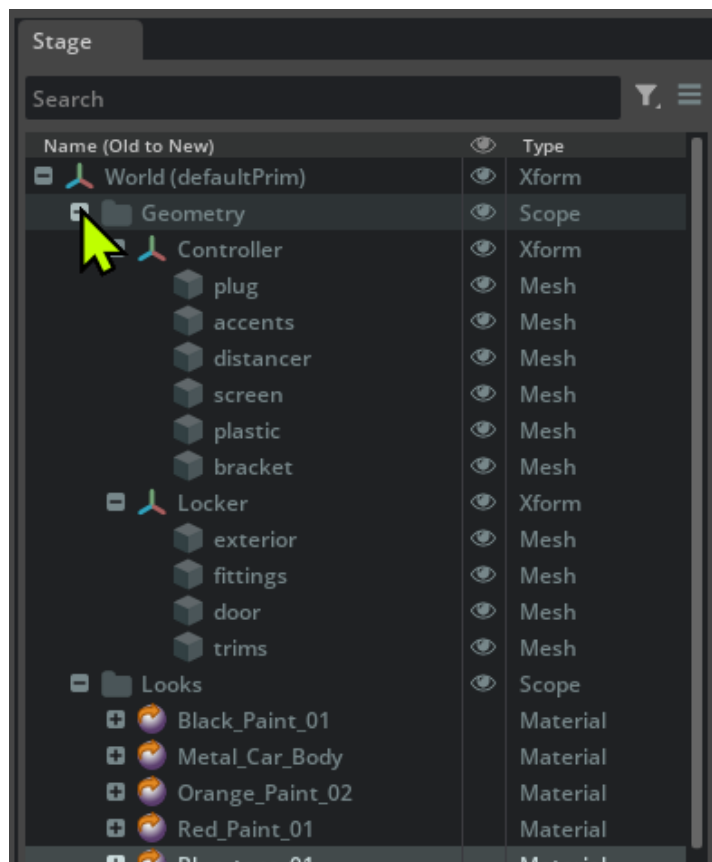 Stage
Search
Name (Old to New) Type
World (defaultPrim) Xform
Geometry Scope
Controller Xform
plug Mesh
accents Mesh
distancer Mesh
screen Mesh
plastic Mesh
bracket Mesh
Locker Xform
exterior Mesh
fittings Mesh
door Mesh
trims Mesh
Looks Scope
Black_Paint_01 Material
Metal_Car_Body Material
Orange_Paint_02 Material
Red_Paint_01 Material
Material